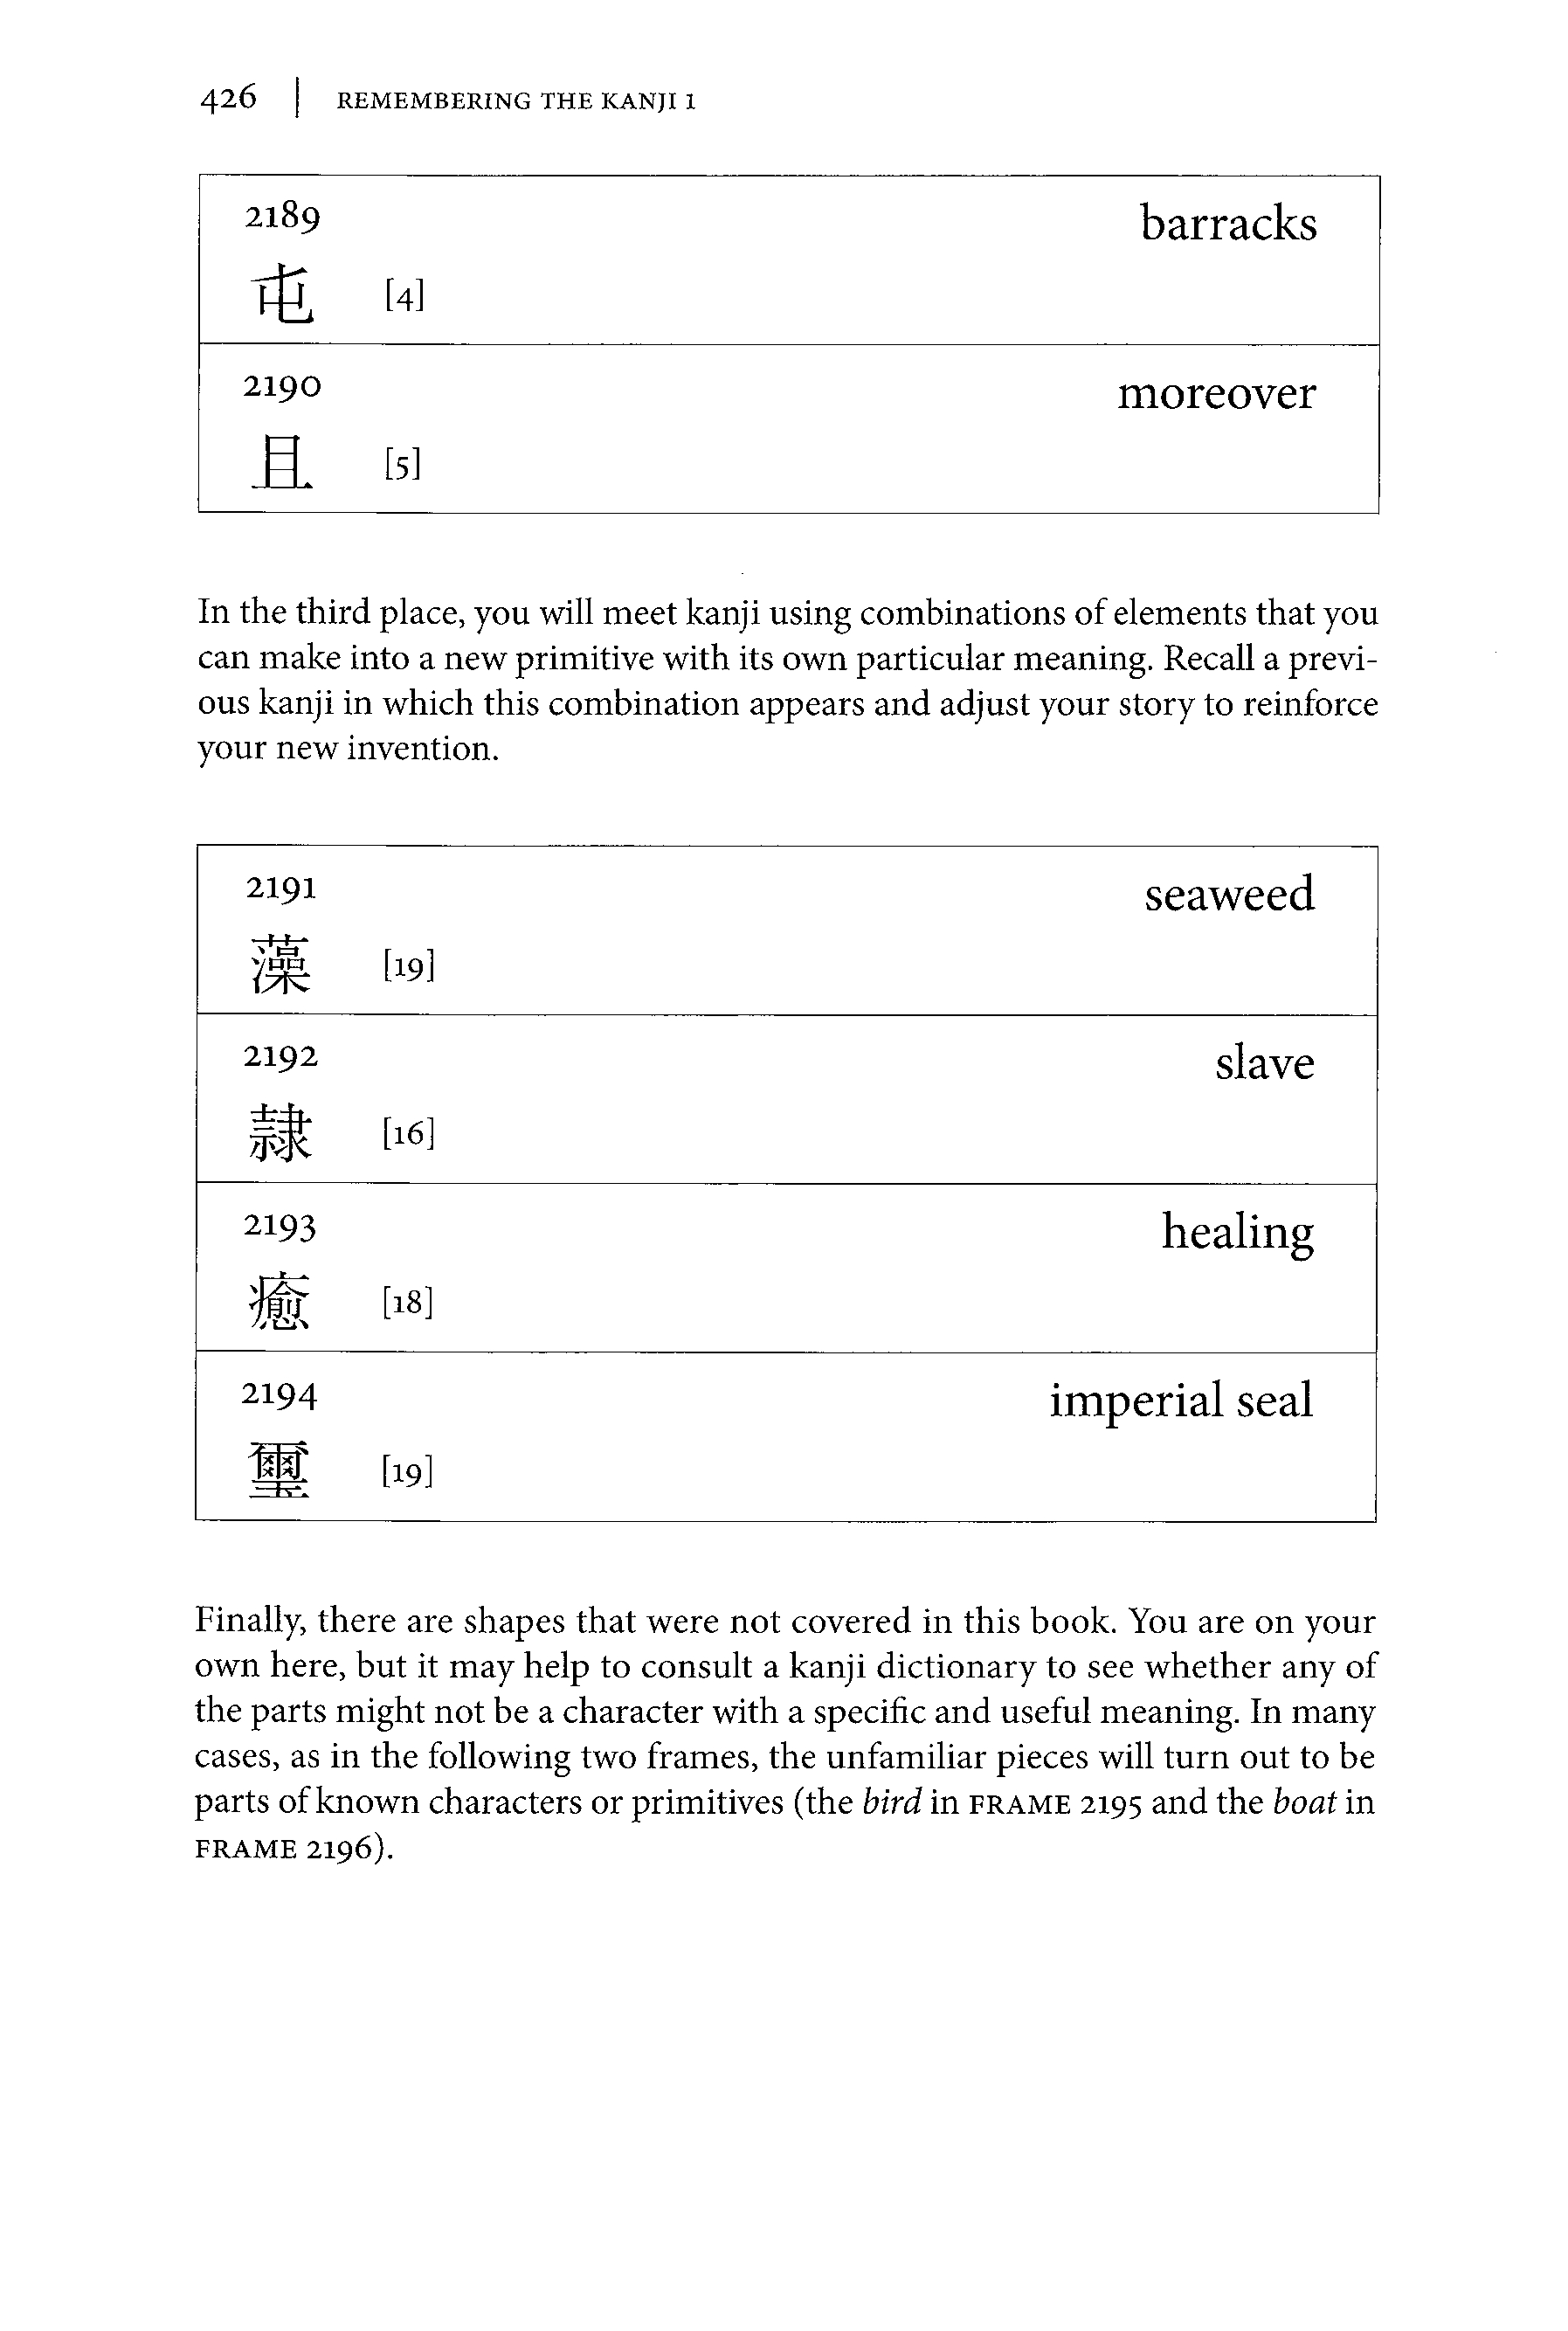 426 | REMEMBERING THE KANJI 1
2189 barracks
屯 [4]
2190 moreover
且 [5]
In the third place, you will meet kanji using combinations of elements that you
can make into a new primitive with its own particular meaning. Recall a previ-
ous kanji in which this combination appears and adjust your story to reinforce
your new invention.
2191 seaweed
藻 [19]
2192 slave
隷 [16]
2193 healing
癒 [18]
2194 imperial seal
璽 [19]
Finally, there are shapes that were not covered in this book. You are on your
own here, but it may help to consult a kanji dictionary to see whether any of
the parts might not be a character with a specific and useful meaning. In many
cases, as in the following two frames, the unfamiliar pieces will turn out to be
parts of known characters or primitives (the bird in FRAME 2195 and the boat in
FRAME 2196).